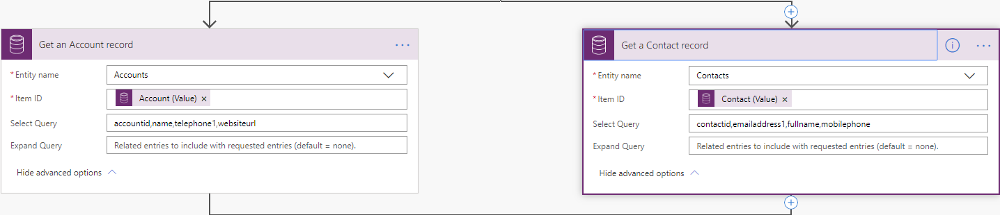 Get an Account record
...
* Entity name
Accounts
* Item ID
Account (Value) ×
Select Query
accountid,name,telephone1,websiteurl
Expand Query
Related entries to include with requested entries (default = none).
Hide advanced options
Get a Contact record
...
* Entity name
Contacts
* Item ID
Contact (Value) ×
Select Query
contactid,emailaddress1,fullname,mobilephone
Expand Query
Related entries to include with requested entries (default = none).
Hide advanced options